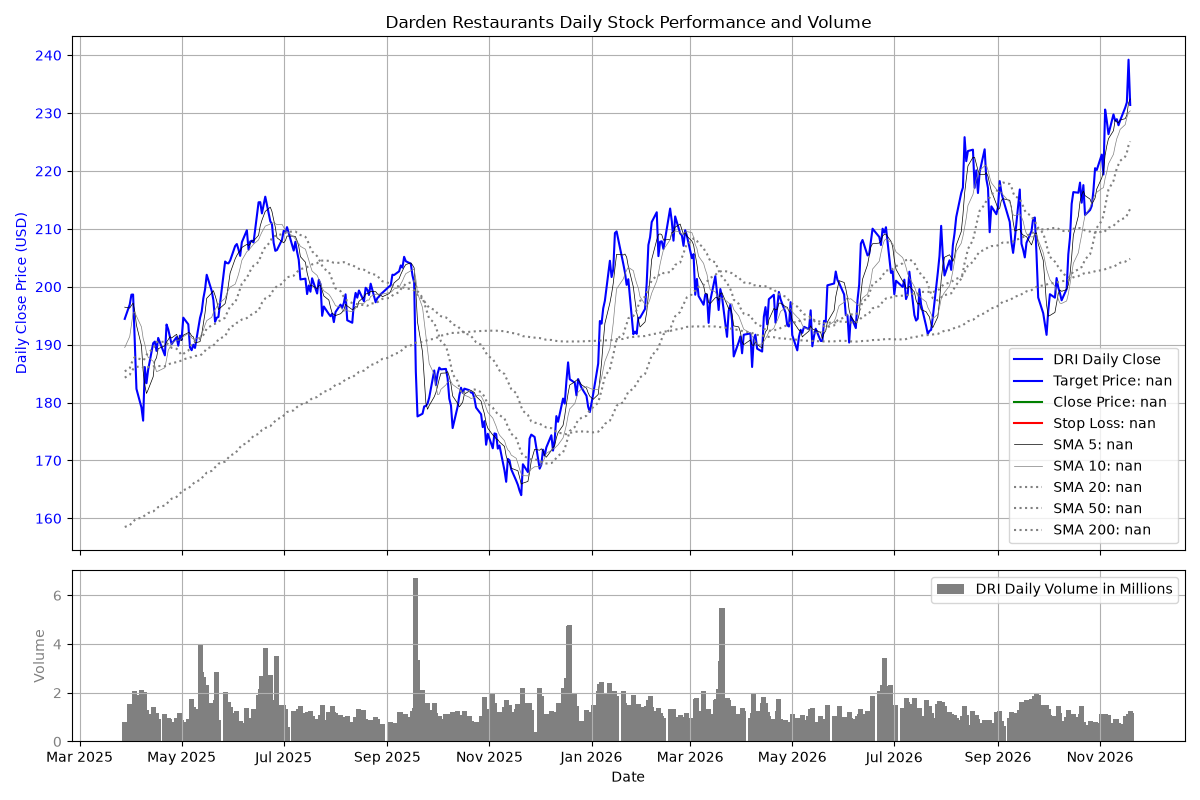 Darden Restaurants Daily Stock Performance and Volume
240
230
220
210
200
190
180
170
160
Daily Close Price (USD)
DRI Daily Close
Target Price: nan
Close Price: nan
Stop Loss: nan
SMA 5: nan
SMA 10: nan
SMA 20: nan
SMA 50: nan
SMA 200: nan
6
4
2
0
Volume
DRI Daily Volume in Millions
Mar 2025 May 2025 Jul 2025 Sep 2025 Nov 2025 Jan 2026 Mar 2026 May 2026 Jul 2026 Sep 2026 Nov 2026
Date